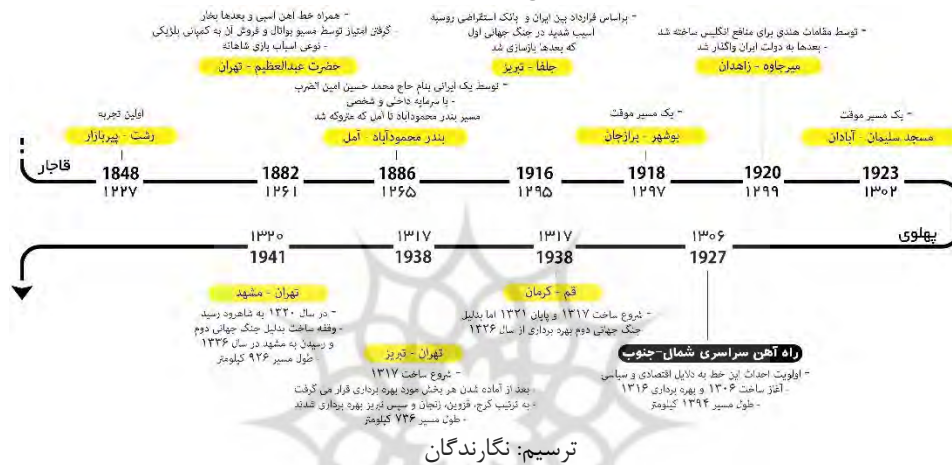 - همراه خط آهن اسبی و بعدها بخار
گرفتن امتیاز توسط مسیو بواتال و فروش آن به کمپانی بلژیکی
- نوعی اسباب بازی شاهانه
حضرت عبدالعظیم - تهران
- براساس قرارداد بین ایران و بانک استقراضی روسیه
آسیب شدید در جنگ جهانی اول
که بعدها بازسازی شد
جلفا - تبریز
- توسط مقامات هندی برای منافع انگلیس ساخته شد
- بعدها به دولت ایران واگذار شد
میرجاوه - زاهدان
اولین تجربه
رشت - پیربازار
- توسط یک ایرانی بنام حاج محمد حسین امین الضرب
- با سرمایه داخلی و شخصی
مسیر بندر محمودآباد تا آمل که متروکه شد
بندر محمودآباد - آمل
- یک مسیر موقت
بوشهر - برازجان
- یک مسیر موقت
مسجد سلیمان - آبادان
قاجار
1848 1882 1886 1916 1918 1920 1923
۱۲۲۷ ۱۲۶۱ ۱۲۶۵ ۱۲۹۵ ۱۲۹۷ ۱۲۹۹ ۱۳۰۲
پهلوی
۱۳۲۰ ۱۳۱۷ ۱۳۱۷ ۱۳۰۶
1941 1938 1938 1927
تهران - مشهد
- در سال ۱۳۲۰ به شاهرود رسید
- وقفه ساخت بدلیل جنگ جهانی دوم
و رسیدن به مشهد در سال ۱۳۳۶
- طول مسیر ۹۲۶ کیلومتر
تهران - تبریز
- شروع ساخت ۱۳۱۷
- بعد از آماده شدن هر بخش مورد بهره برداری قرار می گرفت
- به ترتیب کرج، قزوین، زنجان و سپس تبریز بهره برداری شدند
- طول مسیر ۷۳۶ کیلومتر
قم - کرمان
- شروع ساخت ۱۳۱۷ و پایان ۱۳۲۱ اما بدلیل
جنگ جهانی دوم بهره برداری از سال ۱۳۲۶
راه آهن سراسری شمال-جنوب
- اولویت احداث این خط به دلایل اقتصادی و سیاسی
- آغاز ساخت ۱۳۰۶ و بهره برداری ۱۳۱۶
- طول مسیر ۱۳۹۴ کیلومتر
ترسیم: نگارندگان